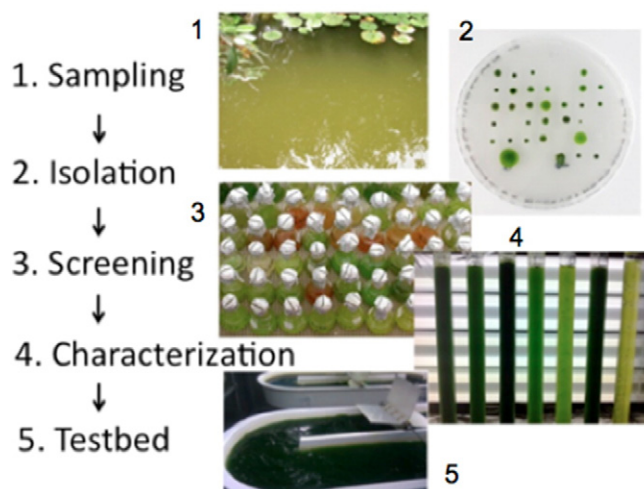 1. Sampling
2. Isolation
3. Screening
4. Characterization
5. Testbed
1
2
3
4
5